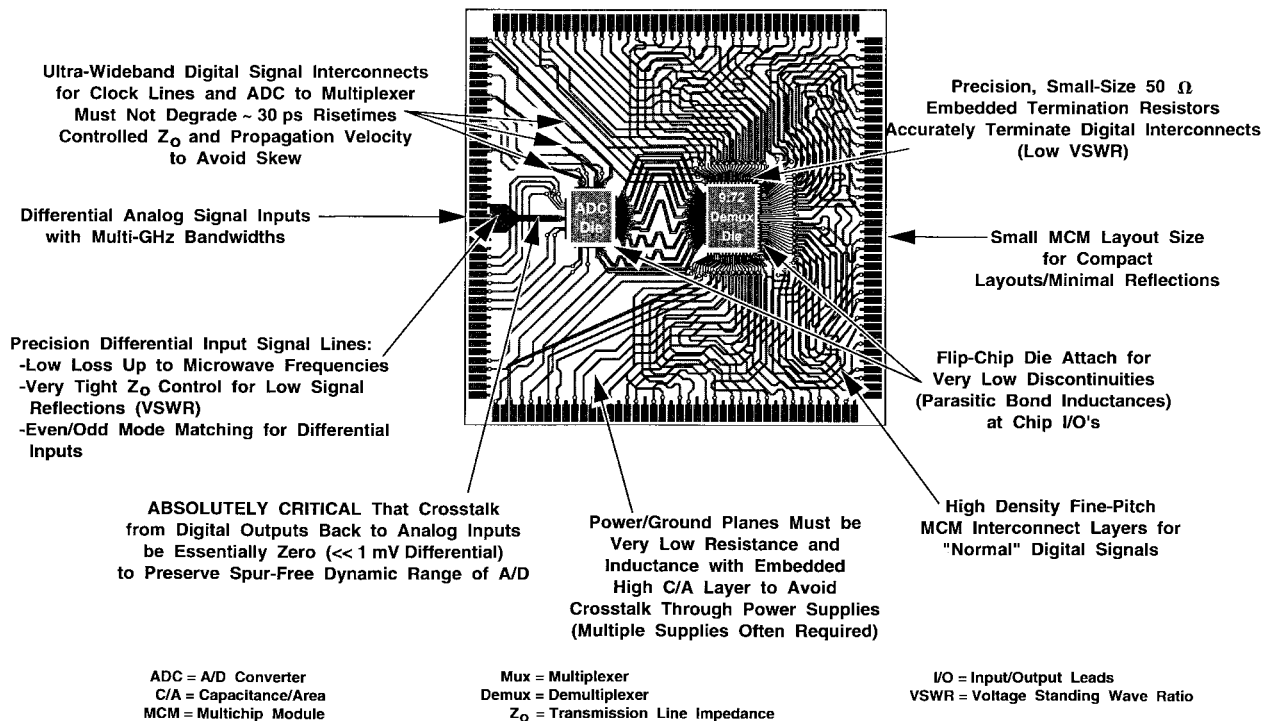 Ultra-Wideband Digital Signal Interconnects
for Clock Lines and ADC to Multiplexer
Must Not Degrade ~ 30 ps Risetimes
Controlled Zo and Propagation Velocity
to Avoid Skew
Precision, Small-Size 50 Ω
Embedded Termination Resistors
Accurately Terminate Digital Interconnects
(Low VSWR)
ADC
Die
9:72
Demux
Die
Differential Analog Signal Inputs
with Multi-GHz Bandwidths
Small MCM Layout Size
for Compact
Layouts/Minimal Reflections
Precision Differential Input Signal Lines:
-Low Loss Up to Microwave Frequencies
-Very Tight Zo Control for Low Signal
Reflections (VSWR)
-Even/Odd Mode Matching for Differential
Inputs
Flip-Chip Die Attach for
Very Low Discontinuities
(Parasitic Bond Inductances)
at Chip I/O's
ABSOLUTELY CRITICAL That Crosstalk
from Digital Outputs Back to Analog Inputs
be Essentially Zero (<< 1 mV Differential)
to Preserve Spur-Free Dynamic Range of A/D
Power/Ground Planes Must be
Very Low Resistance and
Inductance with Embedded
High C/A Layer to Avoid
Crosstalk Through Power Supplies
(Multiple Supplies Often Required)
High Density Fine-Pitch
MCM Interconnect Layers for
"Normal" Digital Signals
ADC = A/D Converter
C/A = Capacitance/Area
MCM = Multichip Module
Mux = Multiplexer
Demux = Demultiplexer
Zo = Transmission Line Impedance
I/O = Input/Output Leads
VSWR = Voltage Standing Wave Ratio